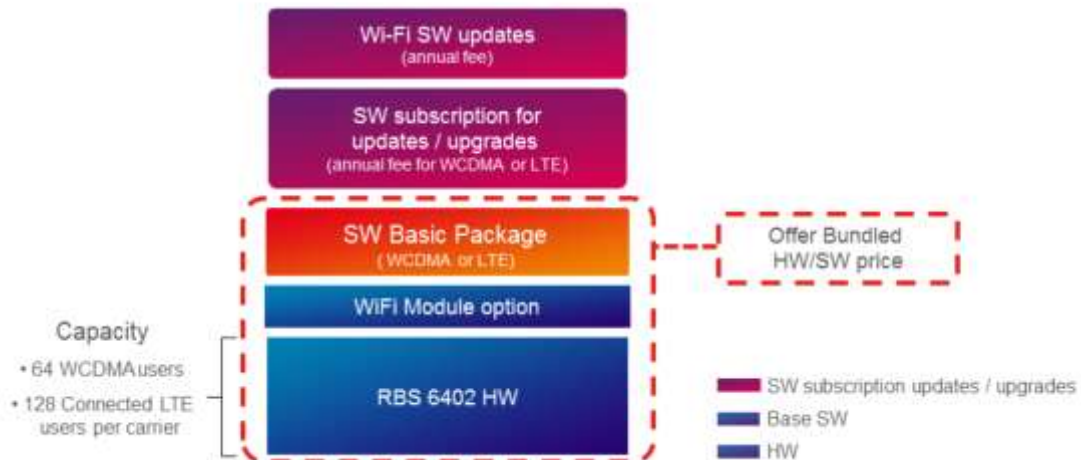 Wi-Fi SW updates
(annual fee)
SW subscription for
updates / upgrades
(annual fee for WCDMA or LTE)
SW Basic Package
( WCDMA or LTE)
Offer Bundled
HW/SW price
WiFi Module option
Capacity
• 64 WCDMA users
• 128 Connected LTE
users per carrier
RBS 6402 HW
SW subscription updates / upgrades
Base SW
HW